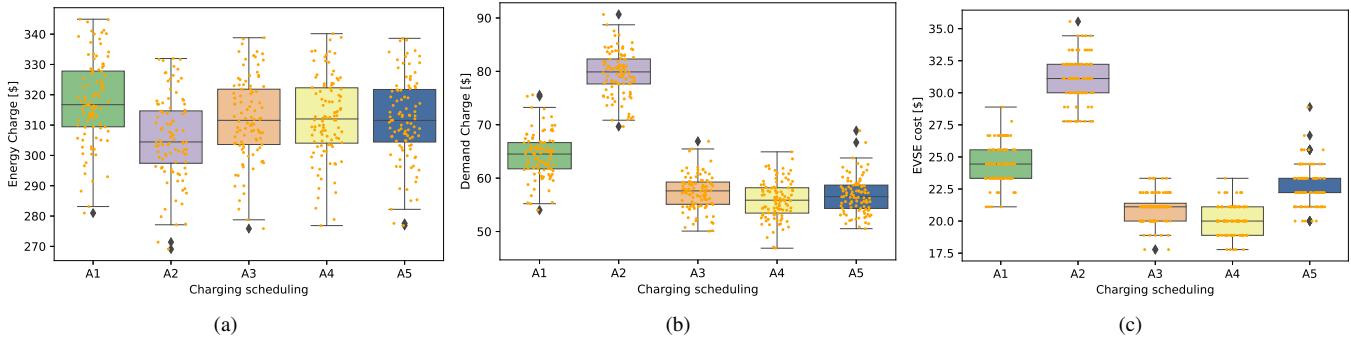 Energy Charge [$]
340
330
320
310
300
290
280
270
A1 A2 A3 A4 A5
Charging scheduling
(a)
Demand Charge [$]
90
80
70
60
50
A1 A2 A3 A4 A5
Charging scheduling
(b)
EVSE cost [$]
35.0
32.5
30.0
27.5
25.0
22.5
20.0
17.5
A1 A2 A3 A4 A5
Charging scheduling
(c)